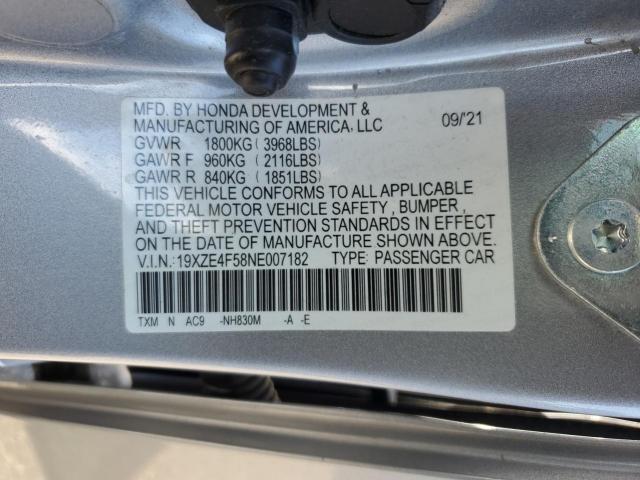 MFD. BY HONDA DEVELOPMENT &
MANUFACTURING OF AMERICA, LLC 09/'21
GVWR 1800KG ( 3968LBS)
GAWR F 960KG ( 2116LBS)
GAWR R 840KG ( 1851LBS)
THIS VEHICLE CONFORMS TO ALL APPLICABLE
FEDERAL MOTOR VEHICLE SAFETY , BUMPER ,
AND THEFT PREVENTION STANDARDS IN EFFECT
ON THE DATE OF MANUFACTURE SHOWN ABOVE.
V.I.N.:19XZE4F58NE007182 TYPE: PASSENGER CAR
TXM N AC9 -NH830M -A -E